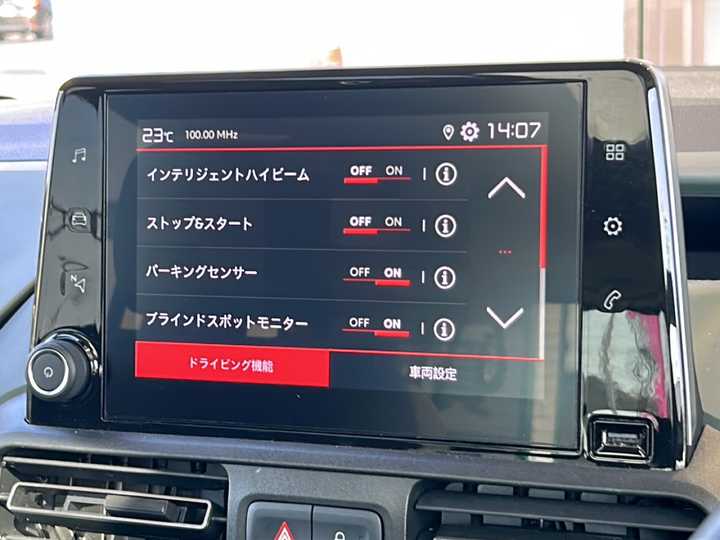 23℃ 100.00 MHz 14:07
インテリジェントハイビーム OFF ON
ストップ&スタート OFF ON
パーキングセンサー OFF ON
ブラインドスポットモニター OFF ON
ドライビング機能 車両設定
N